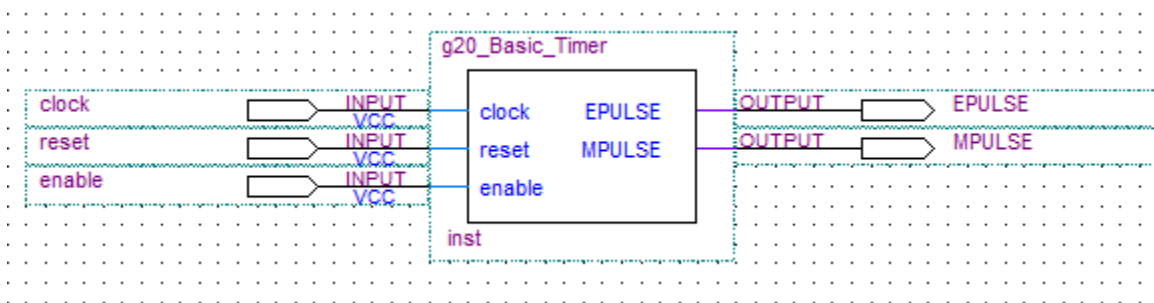 g20_Basic_Timer
clock INPUT VCC clock EPULSE OUTPUT EPULSE
reset INPUT VCC reset MPULSE OUTPUT MPULSE
enable INPUT VCC enable
inst